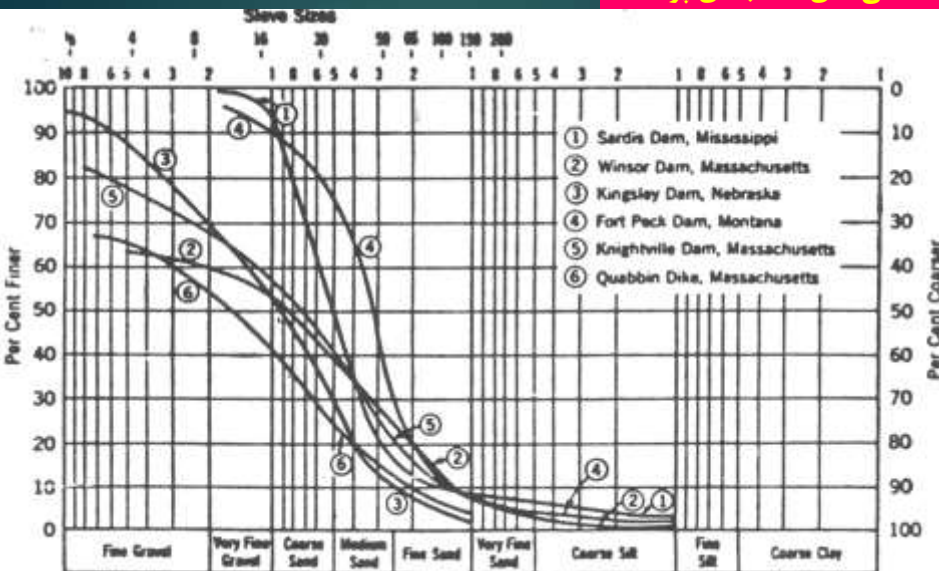 Sieve Sizes
4 8 16 30 50 65 100 150 200
10 8 6 5 4 3 2 1 8 6 5 4 3 2 1 8 6 5 4 3 2 1 8 6 5 4 3 2 1
100 0
90 10
80 20
70 30
60 40
50 50
40 60
30 70
20 80
10 90
0 100
Per Cent Finer
Per Cent Coarser
① Sardis Dam, Mississippi
② Winsor Dam, Massachusetts
③ Kingsley Dam, Nebraska
④ Fort Peck Dam, Montana
⑤ Knightville Dam, Massachusetts
⑥ Quabbin Dike, Massachusetts
① ④ ③ ⑤ ② ⑥ ④ ⑤ ② ⑥ ③ ④ ② ①
Fine Gravel
Very Fine Gravel
Coarse Sand
Medium Sand
Fine Sand
Very Fine Sand
Coarse Silt
Fine Silt
Coarse Clay